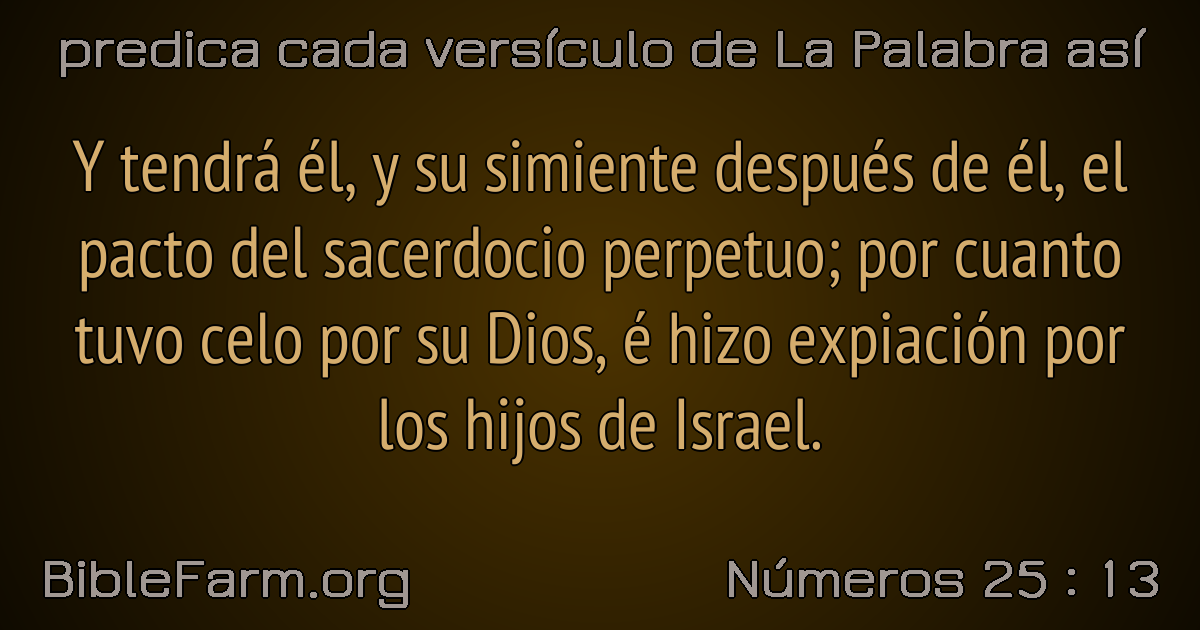 predica cada versículo de La Palabra así
Y tendrá él, y su simiente después de él, el
pacto del sacerdocio perpetuo; por cuanto
tuvo celo por su Dios, é hizo expiación por
los hijos de Israel.
BibleFarm.org
Números 25 : 13